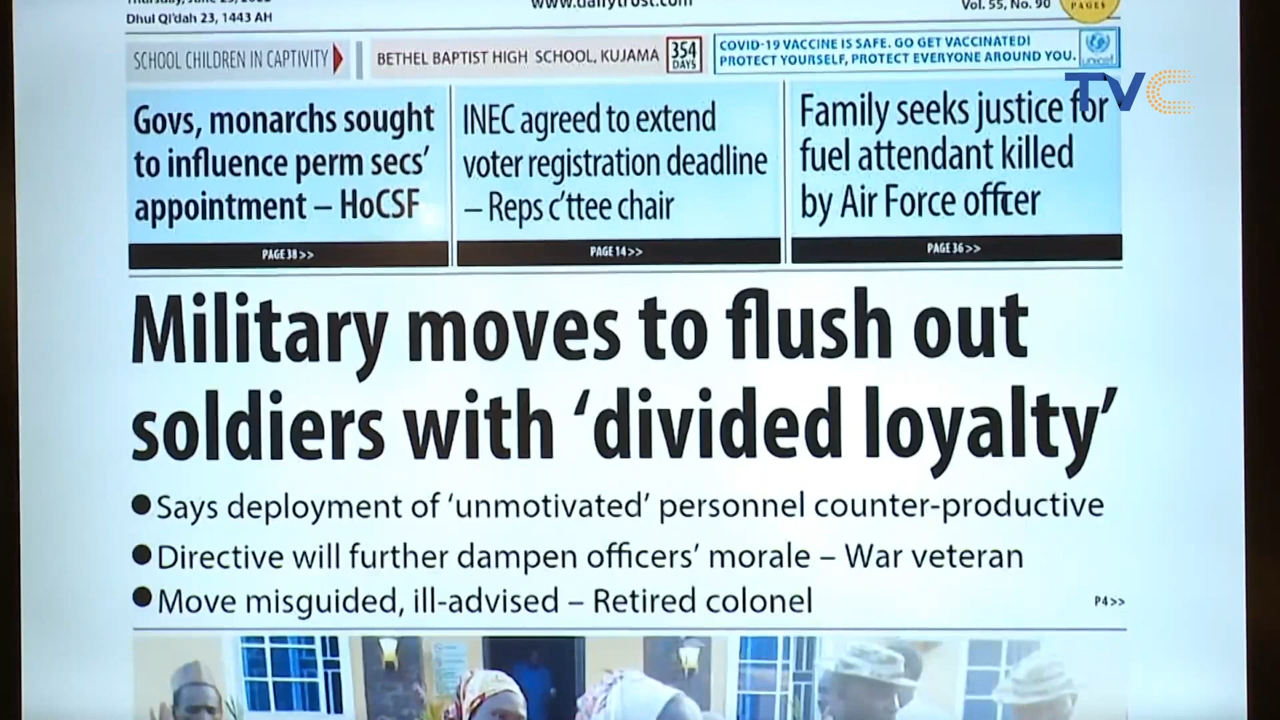 Dhul Qi'dah 23, 1443 AH
www.dailytrust.com
Vol. 55, No. 90
PAGES
SCHOOL CHILDREN IN CAPTIVITY
BETHEL BAPTIST HIGH SCHOOL, KUJAMA
354
DAYS
COVID-19 VACCINE IS SAFE. GO GET VACCINATED!
PROTECT YOURSELF, PROTECT EVERYONE AROUND YOU.
unicef
TVC
Govs, monarchs sought
to influence perm secs'
appointment – HoCSF
PAGE 38 >>
INEC agreed to extend
voter registration deadline
– Reps c'ttee chair
PAGE 14 >>
Family seeks justice for
fuel attendant killed
by Air Force officer
PAGE 36 >>
Military moves to flush out
soldiers with 'divided loyalty'
● Says deployment of 'unmotivated' personnel counter-productive
● Directive will further dampen officers' morale – War veteran
● Move misguided, ill-advised – Retired colonel
P4>>